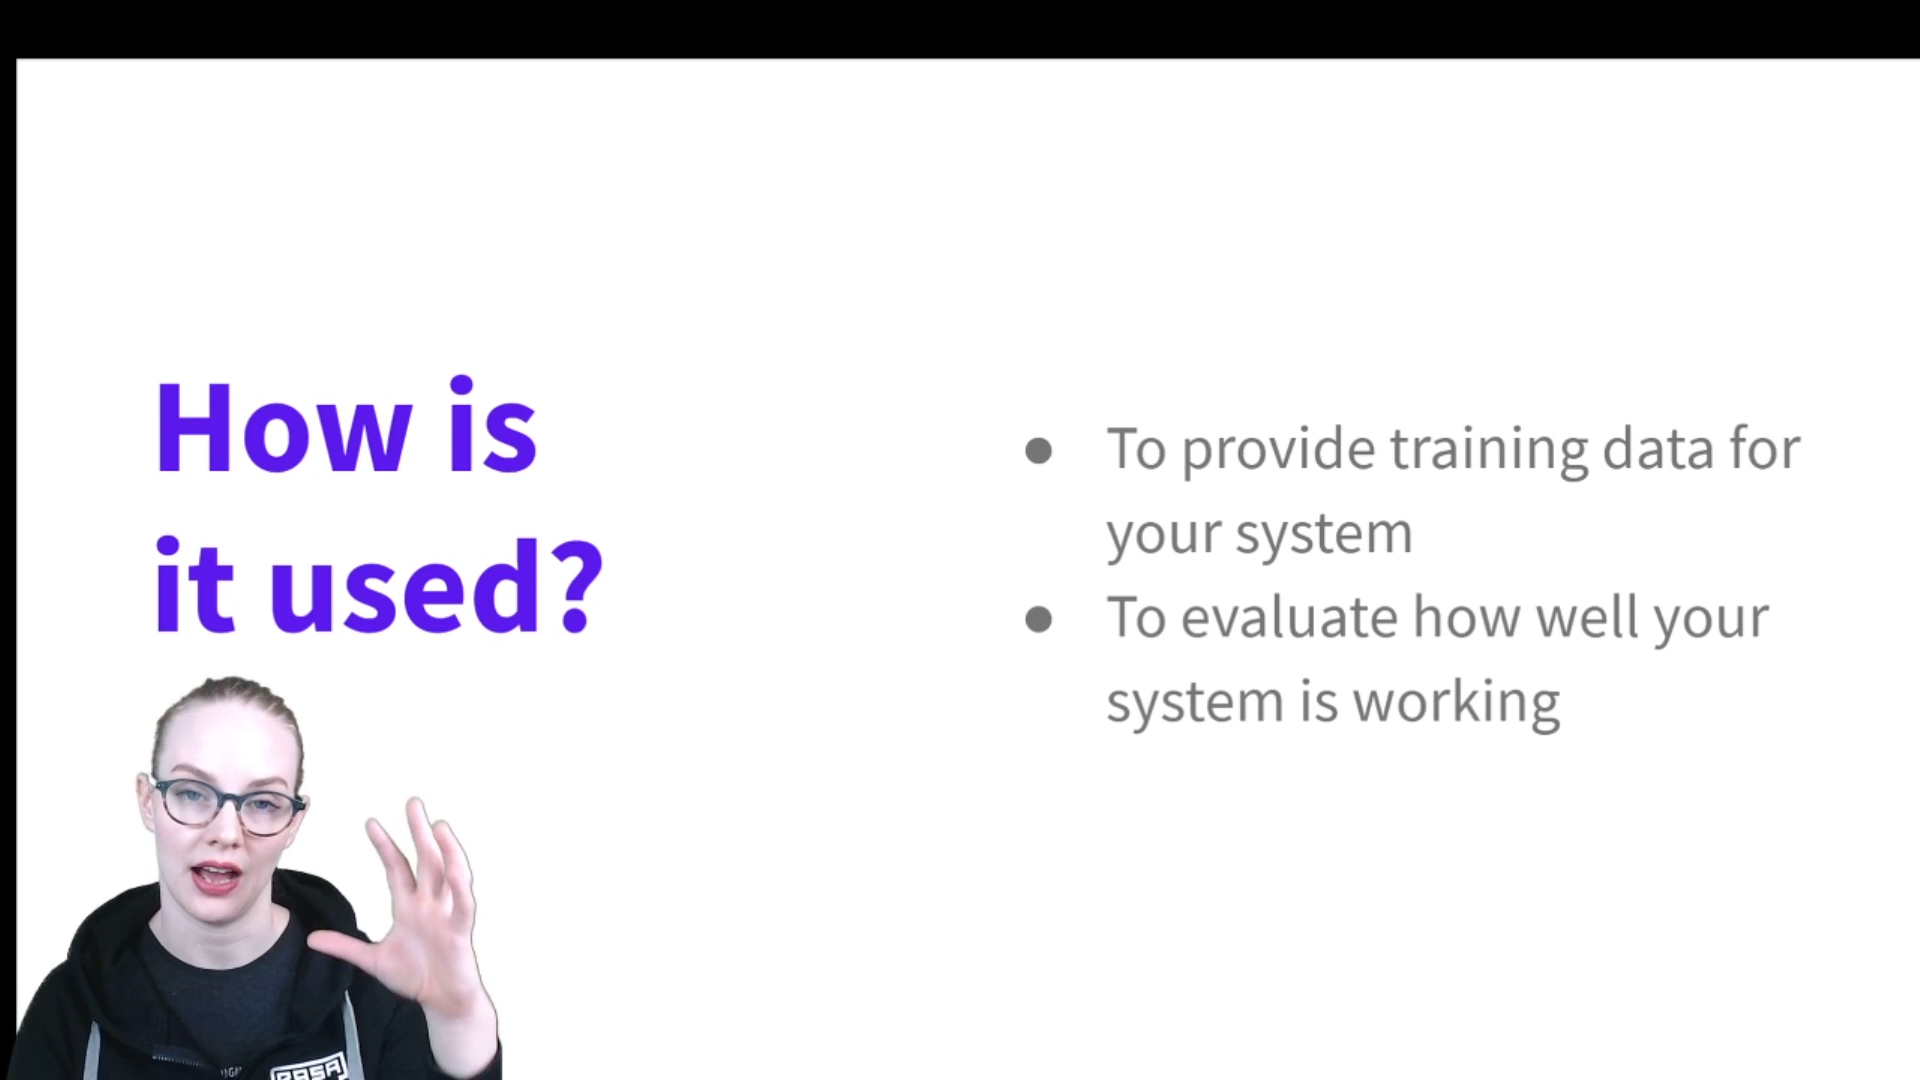 How is
it used?
● To provide training data for
your system
● To evaluate how well your
system is working
RASA